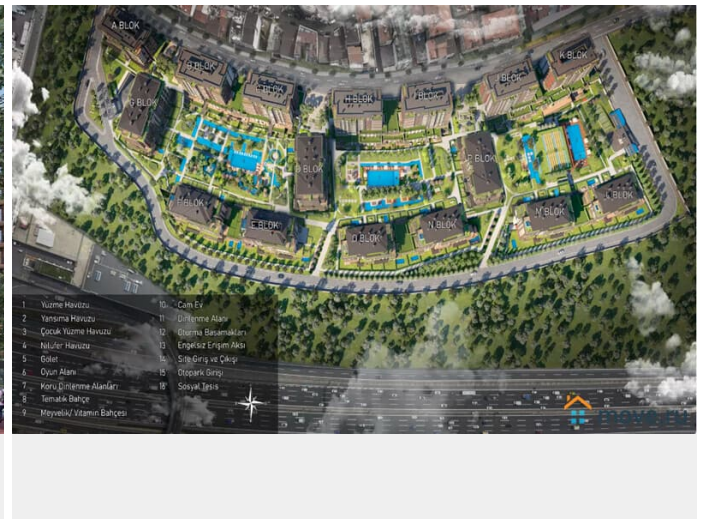 A BLOK
K BLOK
B BLOK
I BLOK
H BLOK
G BLOK
P BLOK
E BLOK
M BLOK
N BLOK
D BLOK
1 Yüzme Havuzu
2 Yansıma Havuzu
3 Çocuk Yüzme Havuzu
4 Nilüfer Havuzu
5 Gölet
6 Oyun Alanı
7 Koru Dinlenme Alanları
8 Tematik Bahçe
9 Meyvelik/ Vitamin Bahçesi
10 Cam Ev
11 Dinlenme Alanı
12 Oturma Basamakları
13 Engelsiz Erişim Aksı
14 Site Giriş ve Çıkışı
15 Otopark Girişi
16 Sosyal Tesis
move.ru